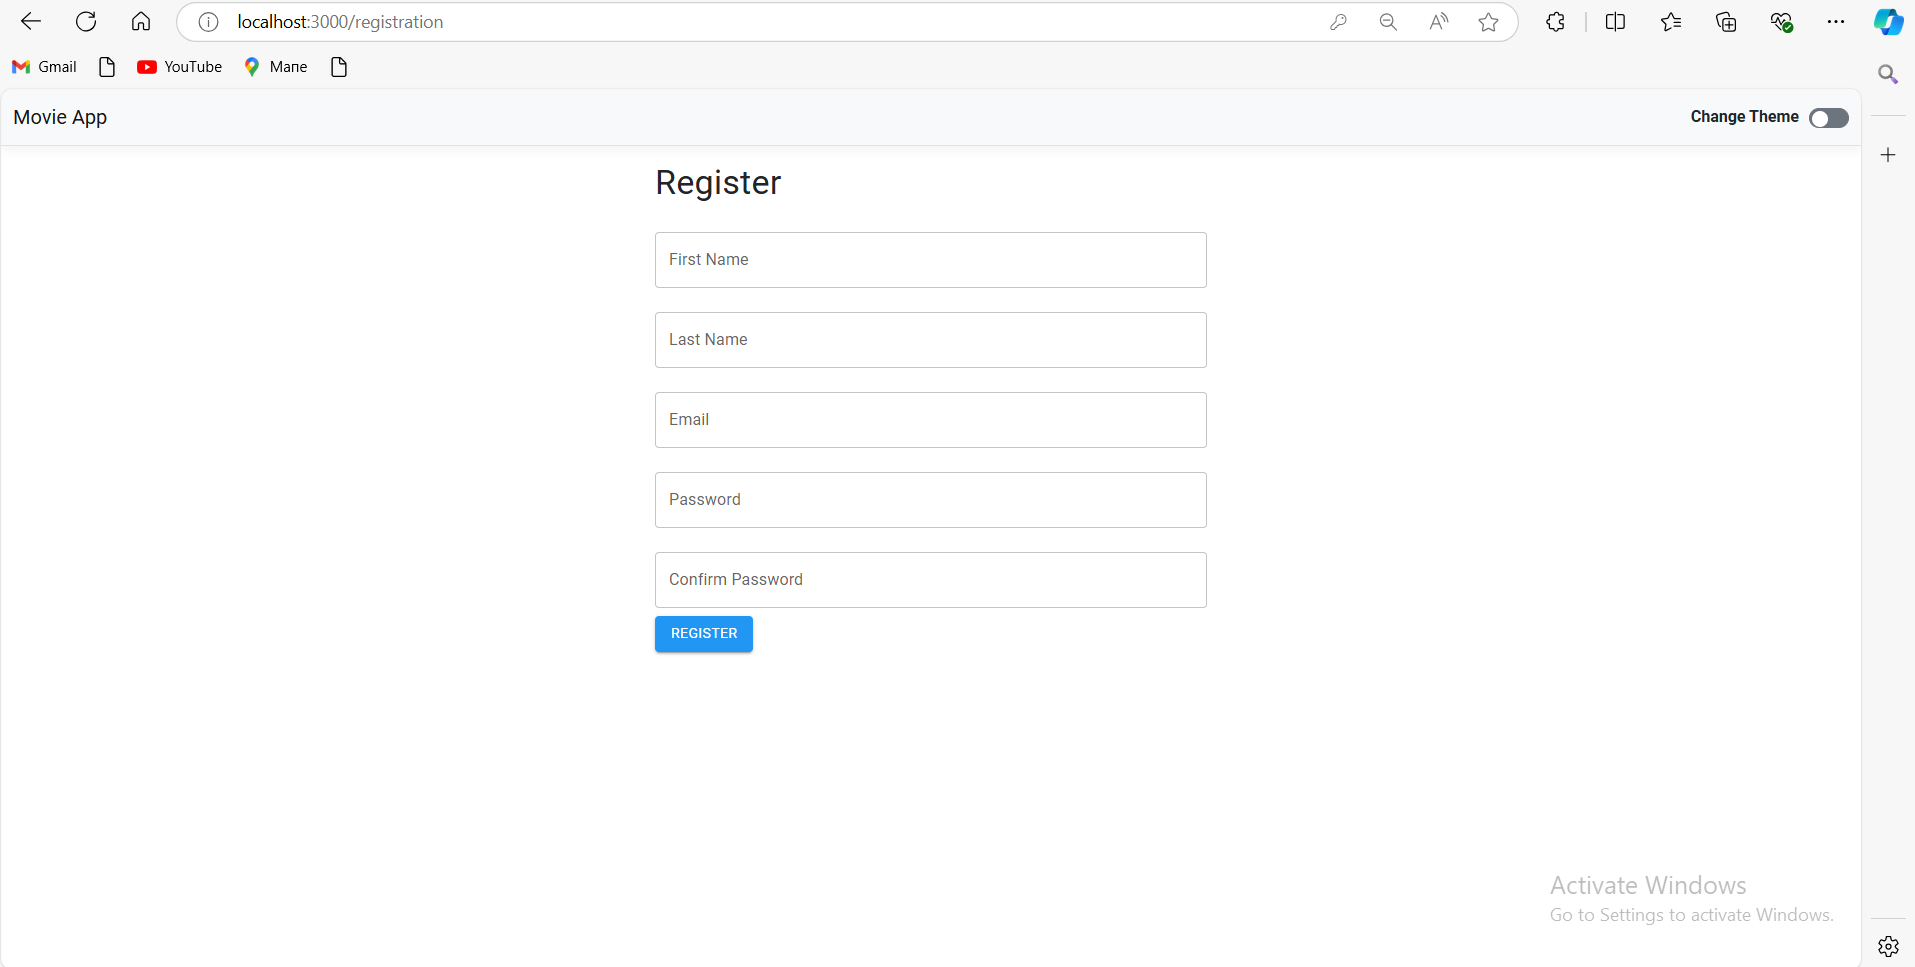 localhost:3000/registration
Gmail YouTube Мапе
Movie App Change Theme
Register
First Name
Last Name
Email
Password
Confirm Password
REGISTER
Activate Windows
Go to Settings to activate Windows.